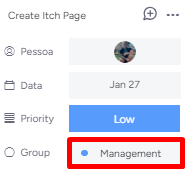 Create Itch Page
Pessoa
Data Jan 27
Priority Low
Group Management